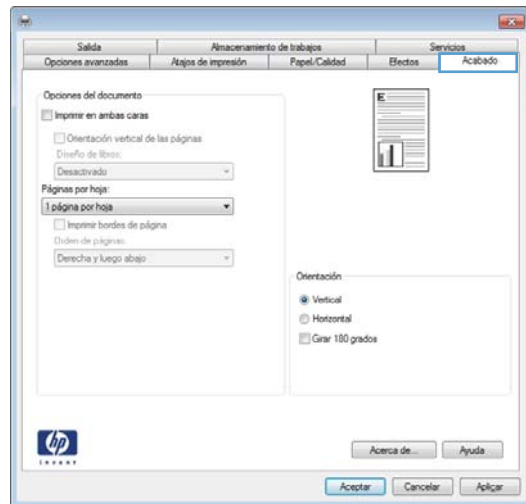 Salida Almacenamiento de trabajos Servicios
Opciones avanzadas Atajos de impresión Papel/Calidad Efectos Acabado
Opciones del documento
Imprimir en ambas caras
Orientación vertical de las páginas
Diseño de libros:
Desactivado
Páginas por hoja:
1 página por hoja
Imprimir bordes de página
Orden de páginas:
Derecha y luego abajo
E
Orientación
Vertical
Horizontal
Girar 180 grados
hp
invent
Acerca de... Ayuda
Aceptar Cancelar Aplicar